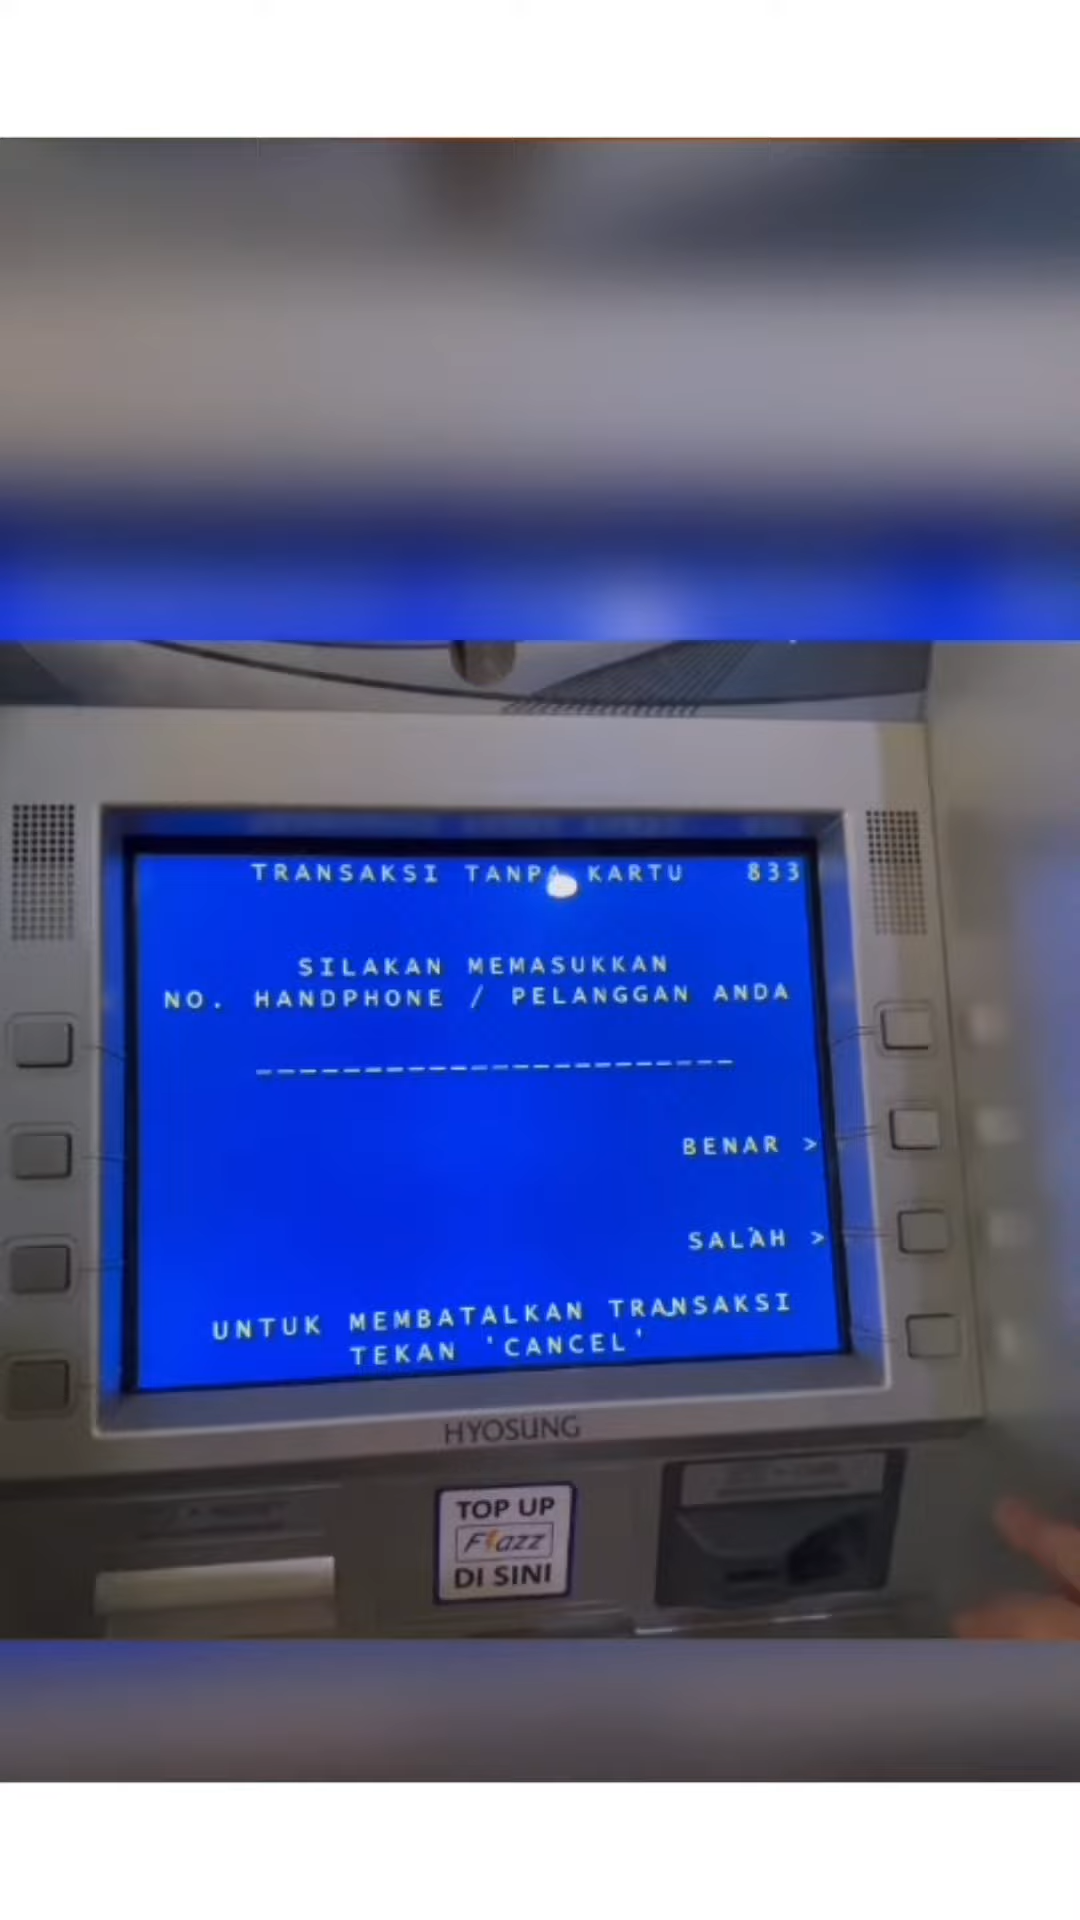 TRANSAKSI TANPA KARTU 833
SILAKAN MEMASUKKAN
NO. HANDPHONE / PELANGGAN ANDA
BENAR >
SALAH >
UNTUK MEMBATALKAN TRANSAKSI
TEKAN 'CANCEL'
HYOSUNG
TOP UP
Flazz
DI SINI